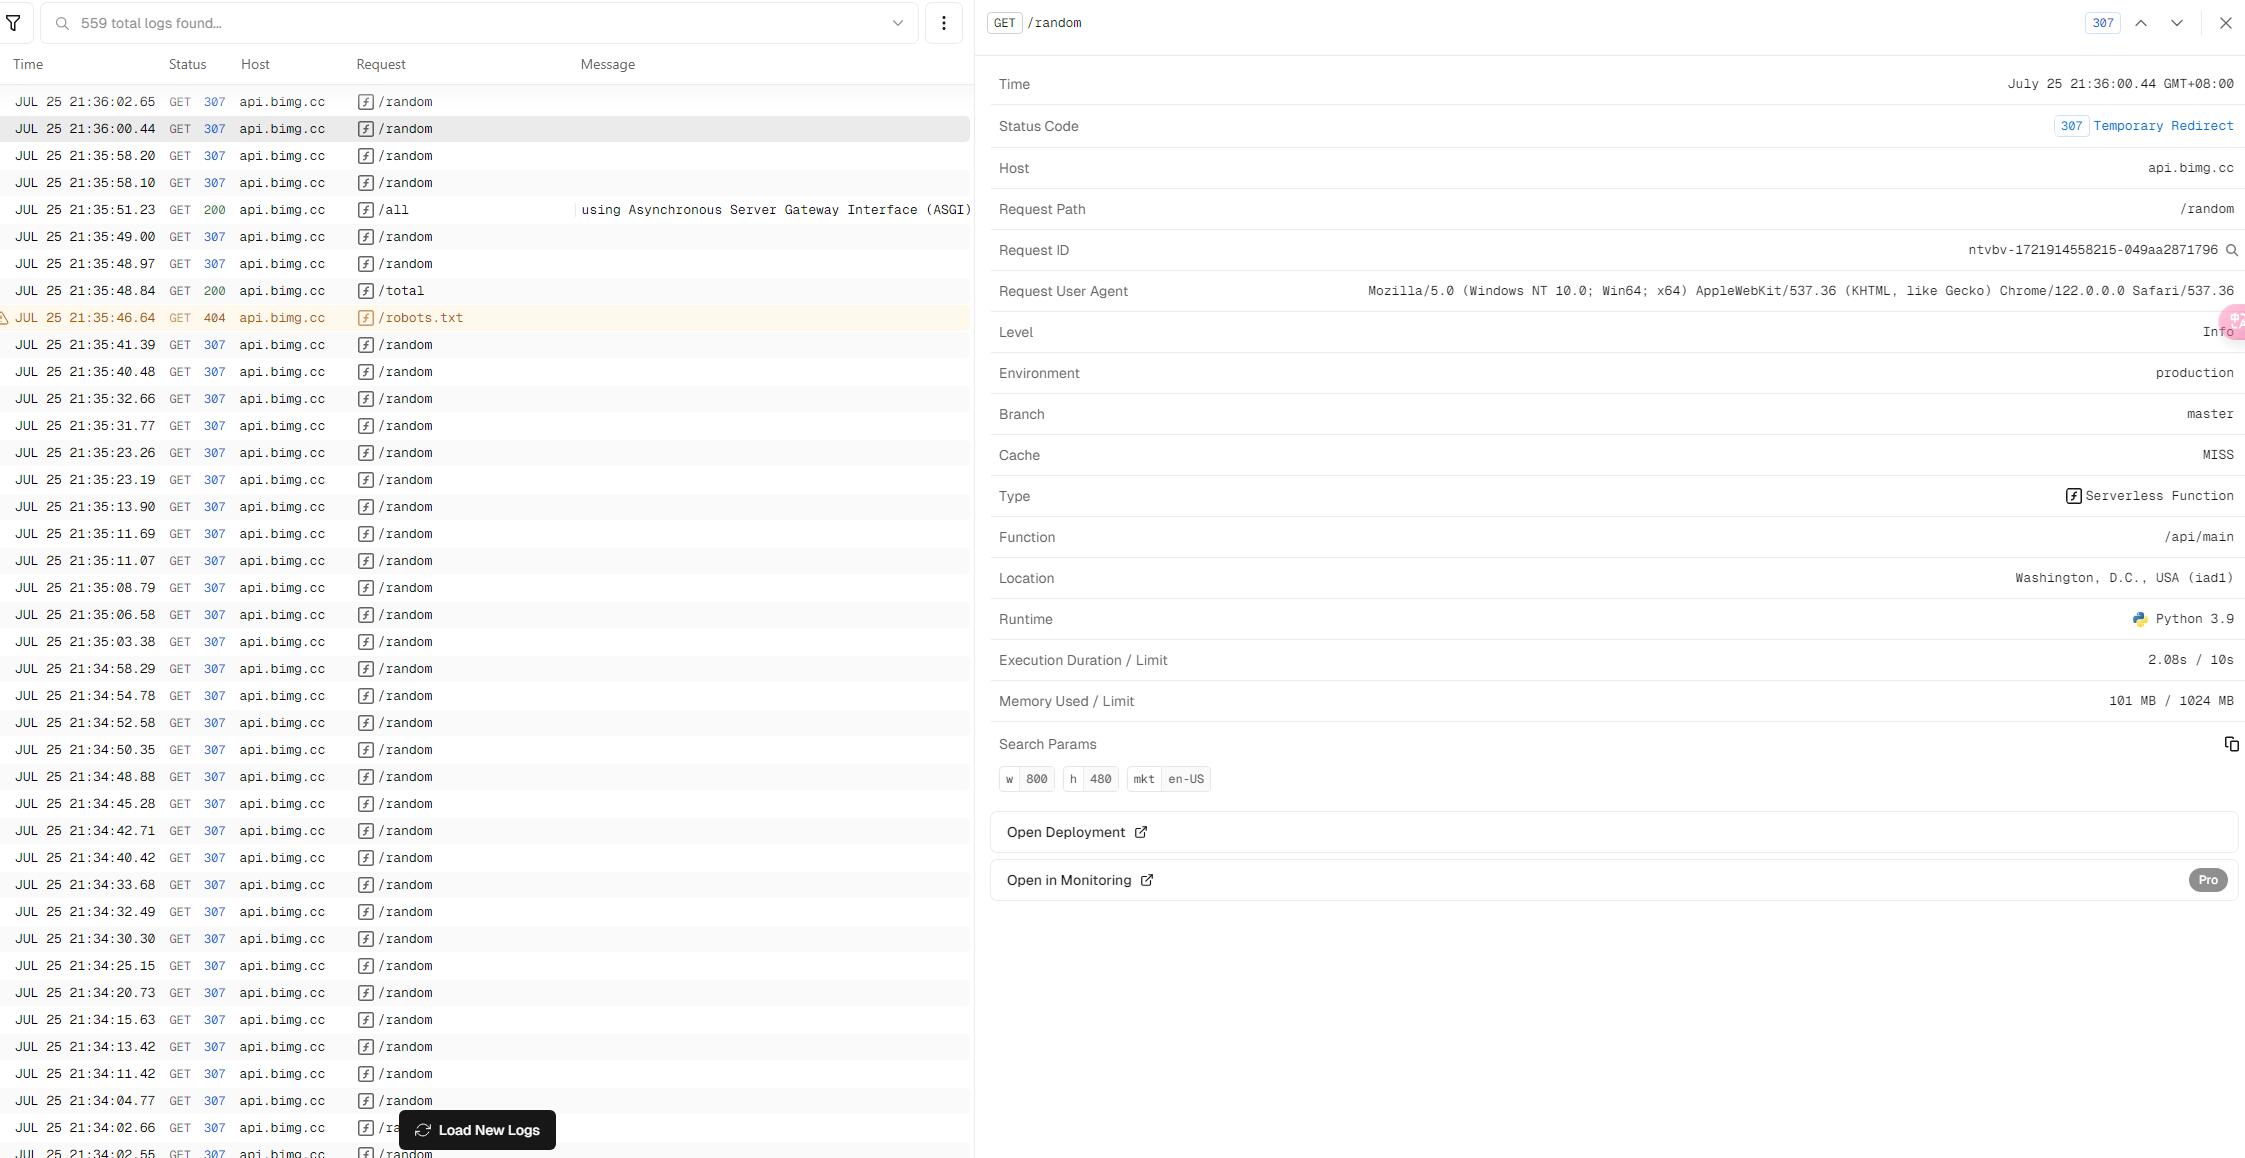 559 total logs found...
Time Status Host Request Message
JUL 25 21:36:02.65 GET 307 api.bimg.cc /random
JUL 25 21:36:00.44 GET 307 api.bimg.cc /random
JUL 25 21:35:58.20 GET 307 api.bimg.cc /random
JUL 25 21:35:58.10 GET 307 api.bimg.cc /random
JUL 25 21:35:51.23 GET 200 api.bimg.cc /all using Asynchronous Server Gateway Interface (ASGI)
JUL 25 21:35:49.00 GET 307 api.bimg.cc /random
JUL 25 21:35:48.97 GET 307 api.bimg.cc /random
JUL 25 21:35:48.84 GET 200 api.bimg.cc /total
JUL 25 21:35:46.64 GET 404 api.bimg.cc /robots.txt
JUL 25 21:35:41.39 GET 307 api.bimg.cc /random
JUL 25 21:35:40.48 GET 307 api.bimg.cc /random
JUL 25 21:35:32.66 GET 307 api.bimg.cc /random
JUL 25 21:35:31.77 GET 307 api.bimg.cc /random
JUL 25 21:35:23.26 GET 307 api.bimg.cc /random
JUL 25 21:35:23.19 GET 307 api.bimg.cc /random
JUL 25 21:35:13.90 GET 307 api.bimg.cc /random
JUL 25 21:35:11.69 GET 307 api.bimg.cc /random
JUL 25 21:35:11.07 GET 307 api.bimg.cc /random
JUL 25 21:35:08.79 GET 307 api.bimg.cc /random
JUL 25 21:35:06.58 GET 307 api.bimg.cc /random
JUL 25 21:35:03.38 GET 307 api.bimg.cc /random
JUL 25 21:34:58.29 GET 307 api.bimg.cc /random
JUL 25 21:34:54.78 GET 307 api.bimg.cc /random
JUL 25 21:34:52.58 GET 307 api.bimg.cc /random
JUL 25 21:34:50.35 GET 307 api.bimg.cc /random
JUL 25 21:34:48.88 GET 307 api.bimg.cc /random
JUL 25 21:34:45.28 GET 307 api.bimg.cc /random
JUL 25 21:34:42.71 GET 307 api.bimg.cc /random
JUL 25 21:34:40.42 GET 307 api.bimg.cc /random
JUL 25 21:34:33.68 GET 307 api.bimg.cc /random
JUL 25 21:34:32.49 GET 307 api.bimg.cc /random
JUL 25 21:34:30.30 GET 307 api.bimg.cc /random
JUL 25 21:34:25.15 GET 307 api.bimg.cc /random
JUL 25 21:34:20.73 GET 307 api.bimg.cc /random
JUL 25 21:34:15.63 GET 307 api.bimg.cc /random
JUL 25 21:34:13.42 GET 307 api.bimg.cc /random
JUL 25 21:34:11.42 GET 307 api.bimg.cc /random
JUL 25 21:34:04.77 GET 307 api.bimg.cc /random
JUL 25 21:34:02.66 GET 307 api.bimg.cc /ra
JUL 25 21:34:02.55 GET 307 api.bimg.cc /random
Load New Logs
GET /random 307
Time July 25 21:36:00.44 GMT+08:00
Status Code 307 Temporary Redirect
Host api.bimg.cc
Request Path /random
Request ID ntvbv-1721914558215-049aa2871796
Request User Agent Mozilla/5.0 (Windows NT 10.0; Win64; x64) AppleWebKit/537.36 (KHTML, like Gecko) Chrome/122.0.0.0 Safari/537.36
Level Info
Environment production
Branch master
Cache MISS
Type Serverless Function
Function /api/main
Location Washington, D.C., USA (iad1)
Runtime Python 3.9
Execution Duration / Limit 2.08s / 10s
Memory Used / Limit 101 MB / 1024 MB
Search Params
w 800 h 480 mkt en-US
Open Deployment
Open in Monitoring Pro